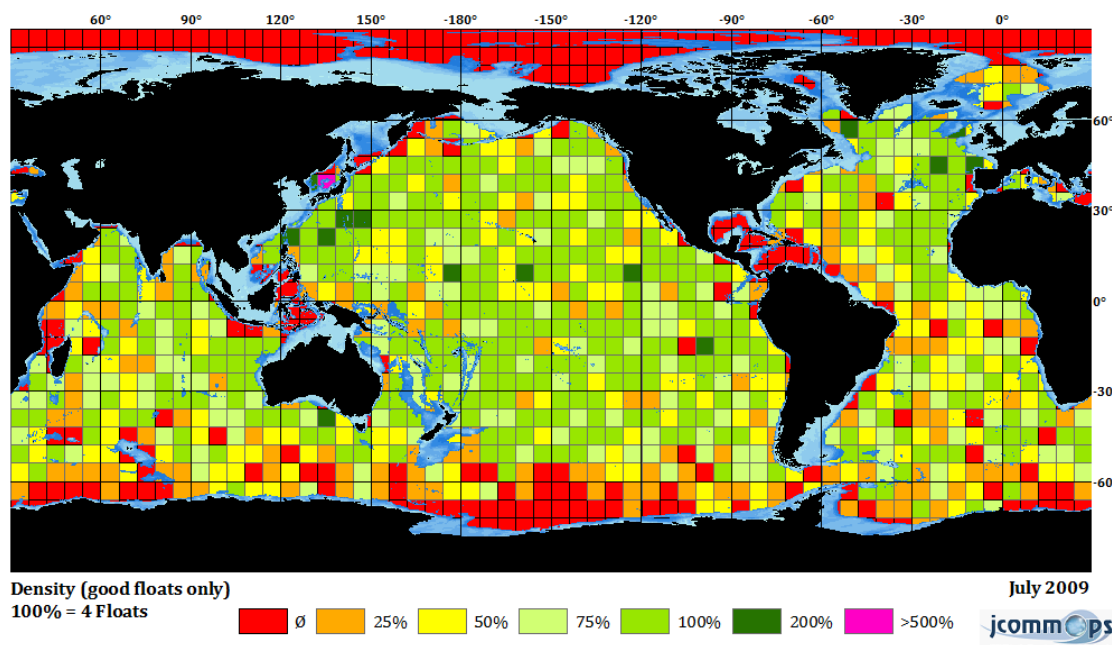 60° 90° 120° 150° -180° -150° -120° -90° -60° -30° 0°
60°
30°
0°
-30°
-60°
Density (good floats only)
100% = 4 Floats
July 2009
Ø 25% 50% 75% 100% 200% >500%
jcommops